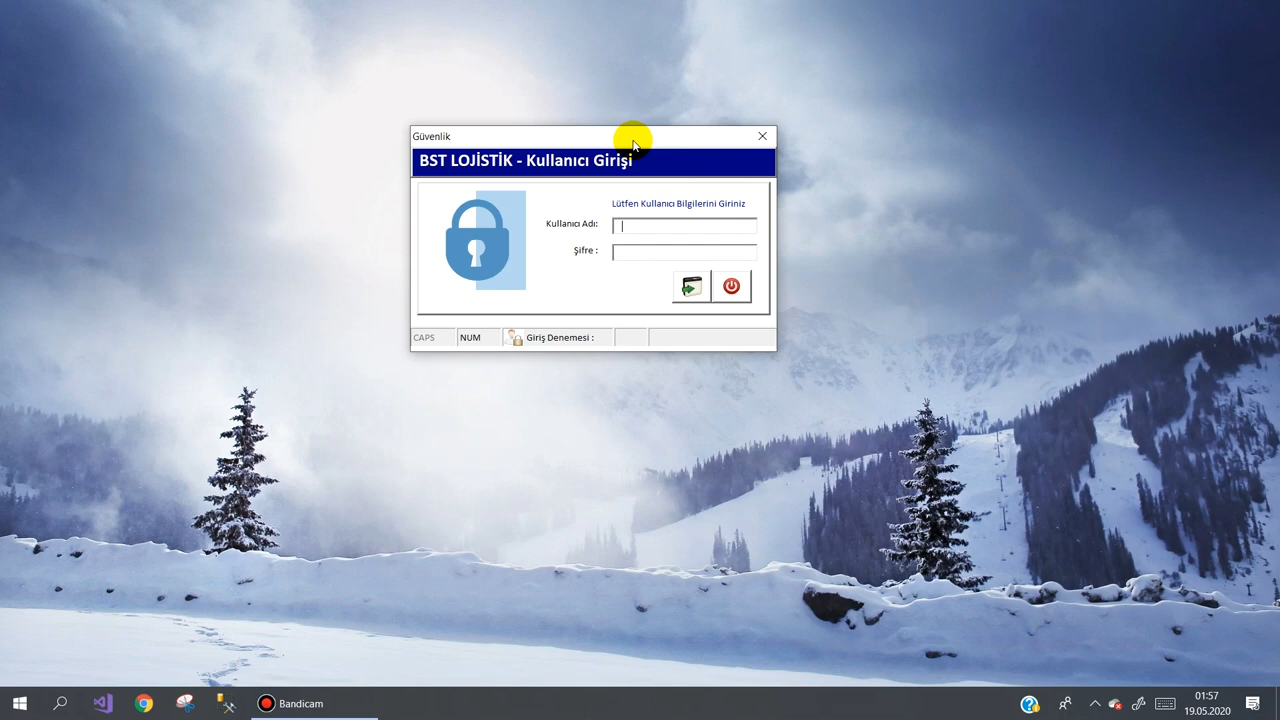 Güvenlik
BST LOJİSTİK - Kullanıcı Girişi
Lütfen Kullanıcı Bilgilerini Giriniz
Kullanıcı Adı:
Şifre :
CAPS
NUM
Giriş Denemesi :
Bandicam
01:57
19.05.2020